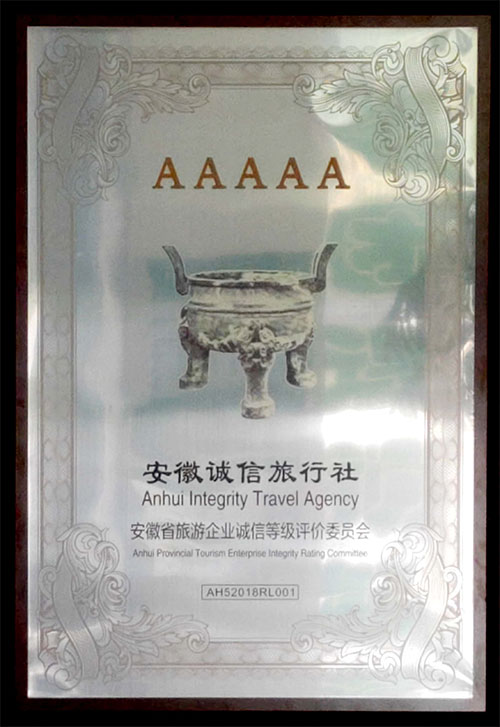 AAAAA
安徽诚信旅行社
Anhui Integrity Travel Agency
安徽省旅游企业诚信等级评价委员会
Anhui Provincial Tourism Enterprise Integrity Rating Committee
AH52018RL001